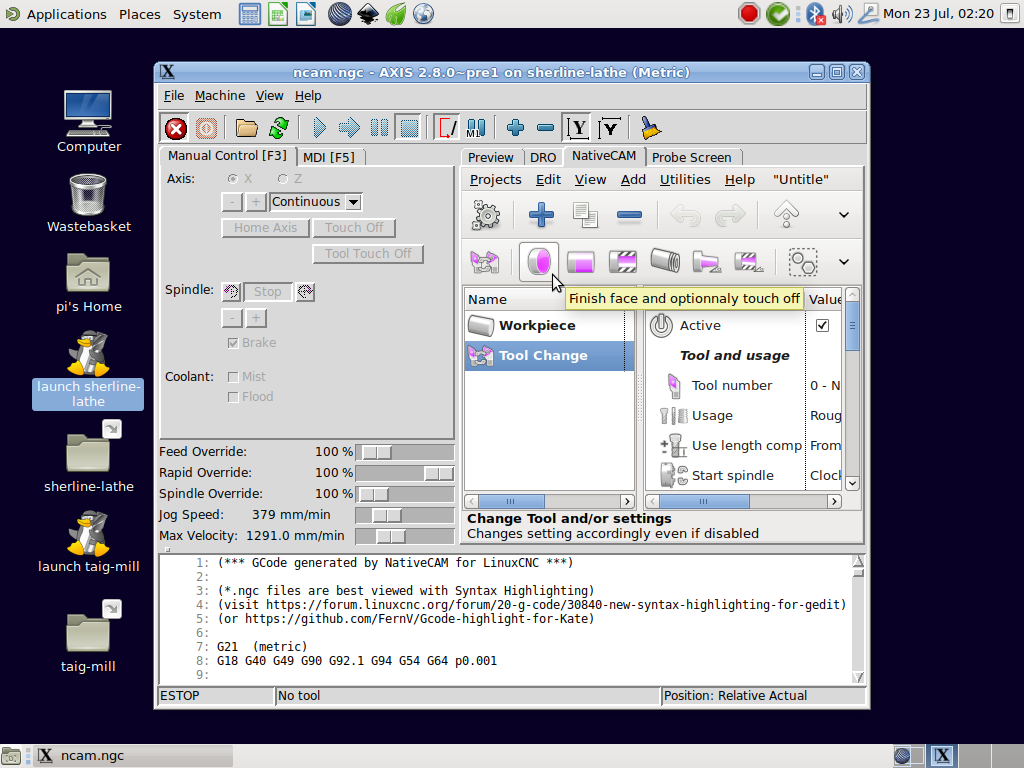 Applications Places System Mon 23 Jul, 02:20
ncam.ngc - AXIS 2.8.0~pre1 on sherline-lathe (Metric)
File Machine View Help
Manual Control [F3] MDI [F5]
Axis: X Z
- + Continuous
Home Axis Touch Off
Tool Touch Off
Spindle: Stop
- +
Brake
Coolant: Mist
Flood
Feed Override: 100 %
Rapid Override: 100 %
Spindle Override: 100 %
Jog Speed: 379 mm/min
Max Velocity: 1291.0 mm/min
Preview DRO NativeCAM Probe Screen
Projects Edit View Add Utilities Help "Untitle"
Finish face and optionnaly touch off
Name
Workpiece
Tool Change
Value
Active
Tool and usage
Tool number 0 - N
Usage Roug
Use length comp From
Start spindle Clock
Change Tool and/or settings
Changes setting accordingly even if disabled
1: (*** GCode generated by NativeCAM for LinuxCNC ***)
2:
3: (*.ngc files are best viewed with Syntax Highlighting)
4: (visit https://forum.linuxcnc.org/forum/20-g-code/30840-new-syntax-highlighting-for-gedit)
5: (or https://github.com/FernV/Gcode-highlight-for-Kate)
6:
7: G21 (metric)
8: G18 G40 G49 G90 G92.1 G94 G54 G64 p0.001
9:
ESTOP No tool Position: Relative Actual
Computer
Wastebasket
pi's Home
launch sherline-
lathe
sherline-lathe
launch taig-mill
taig-mill
ncam.ngc